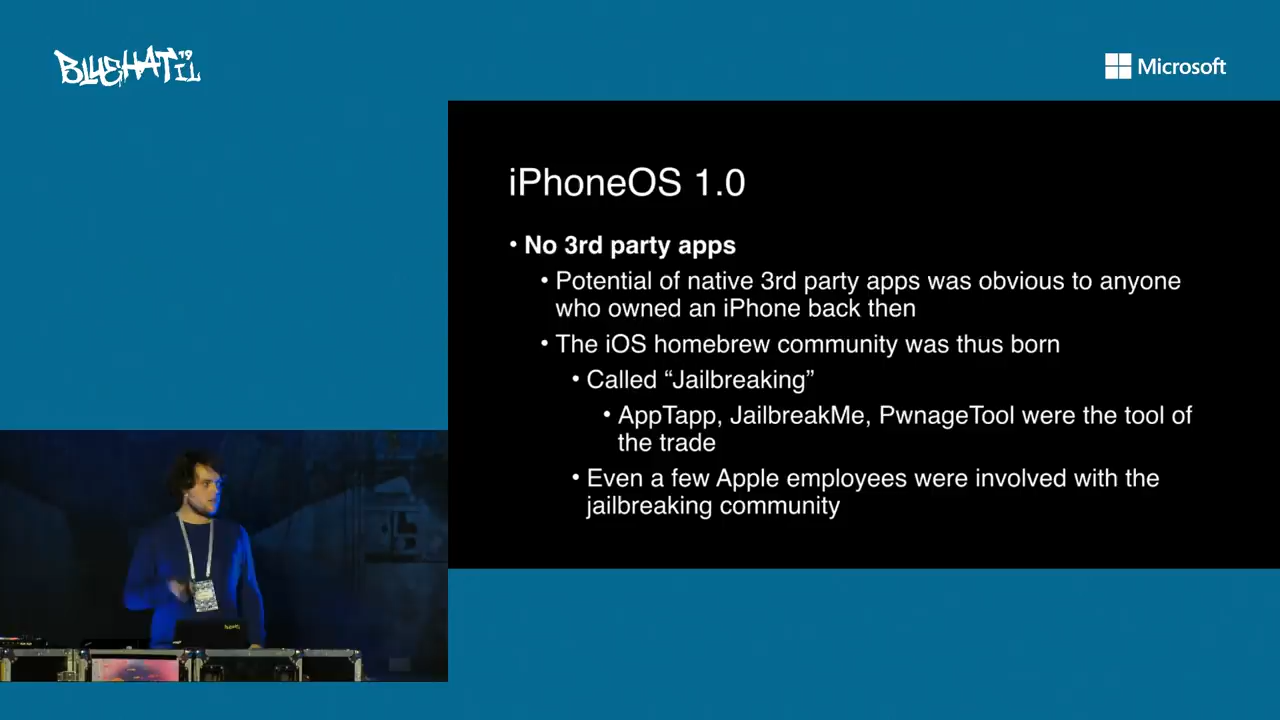 BLUEHAT IL 19
Microsoft
iPhoneOS 1.0
• No 3rd party apps
• Potential of native 3rd party apps was obvious to anyone
who owned an iPhone back then
• The iOS homebrew community was thus born
• Called “Jailbreaking”
• AppTapp, JailbreakMe, PwnageTool were the tool of
the trade
• Even a few Apple employees were involved with the
jailbreaking community